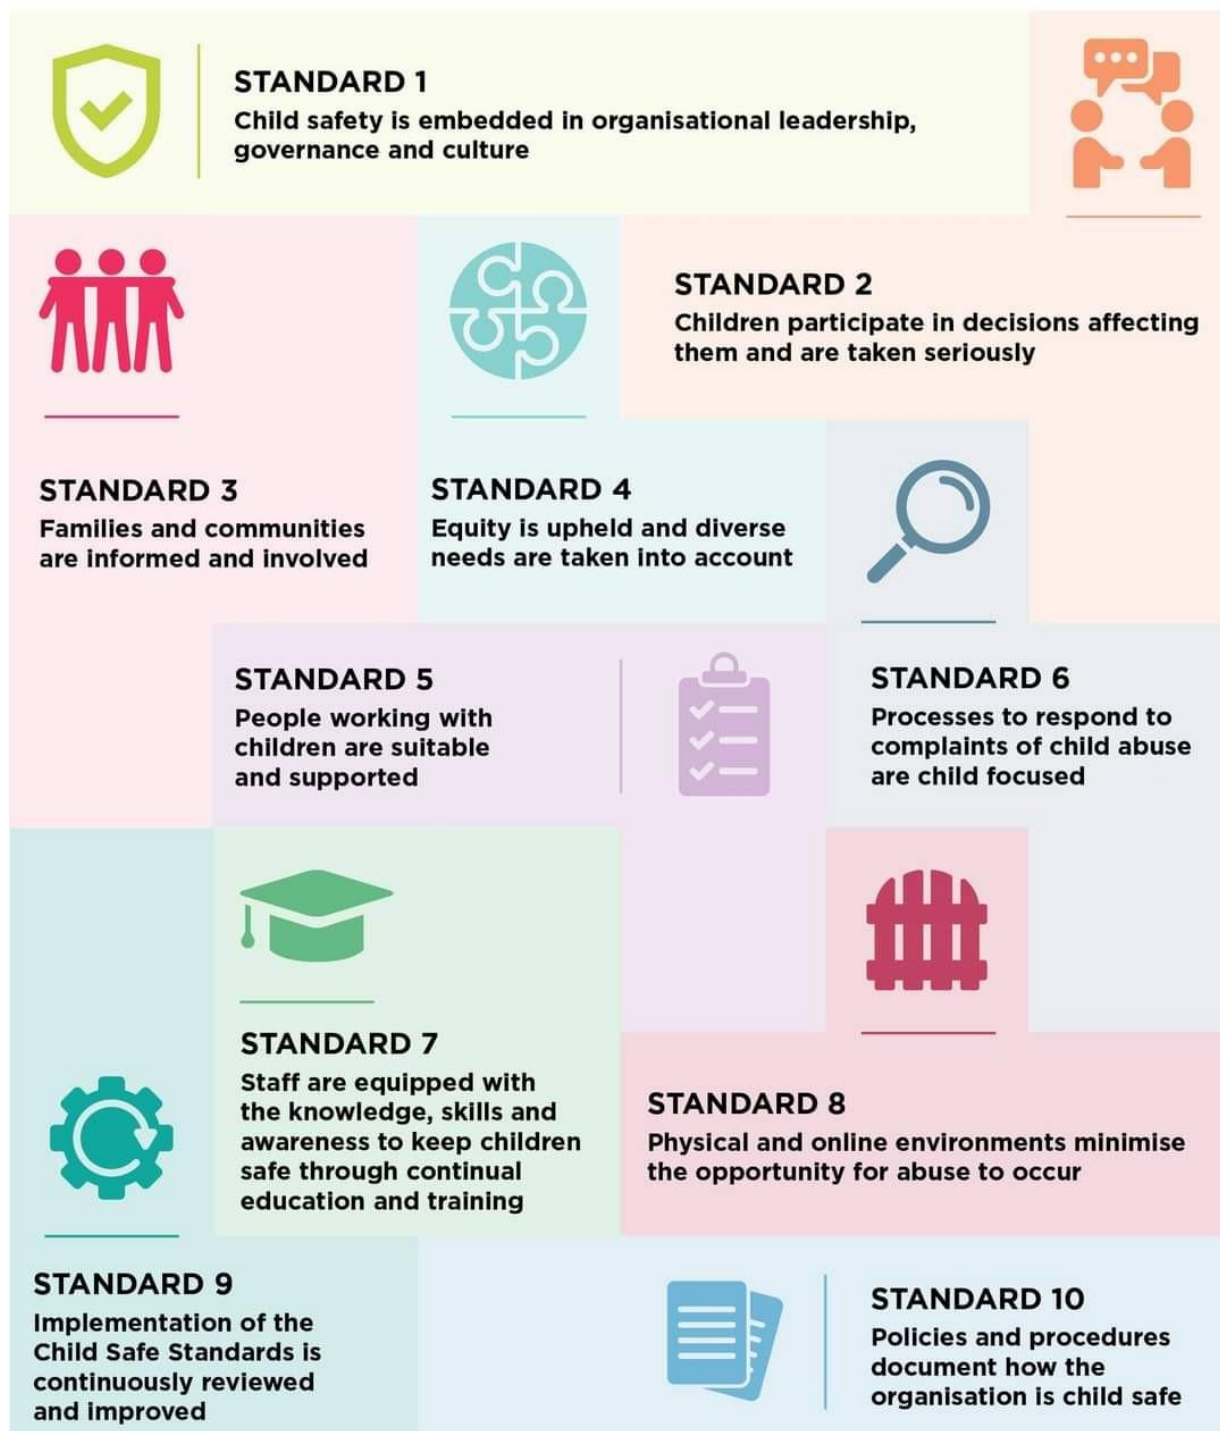 STANDARD 1
Child safety is embedded in organisational leadership,
governance and culture
STANDARD 2
Children participate in decisions affecting
them and are taken seriously
STANDARD 3
Families and communities
are informed and involved
STANDARD 4
Equity is upheld and diverse
needs are taken into account
STANDARD 5
People working with
children are suitable
and supported
STANDARD 6
Processes to respond to
complaints of child abuse
are child focused
STANDARD 7
Staff are equipped with
the knowledge, skills and
awareness to keep children
safe through continual
education and training
STANDARD 8
Physical and online environments minimise
the opportunity for abuse to occur
STANDARD 9
Implementation of the
Child Safe Standards is
continuously reviewed
and improved
STANDARD 10
Policies and procedures
document how the
organisation is child safe